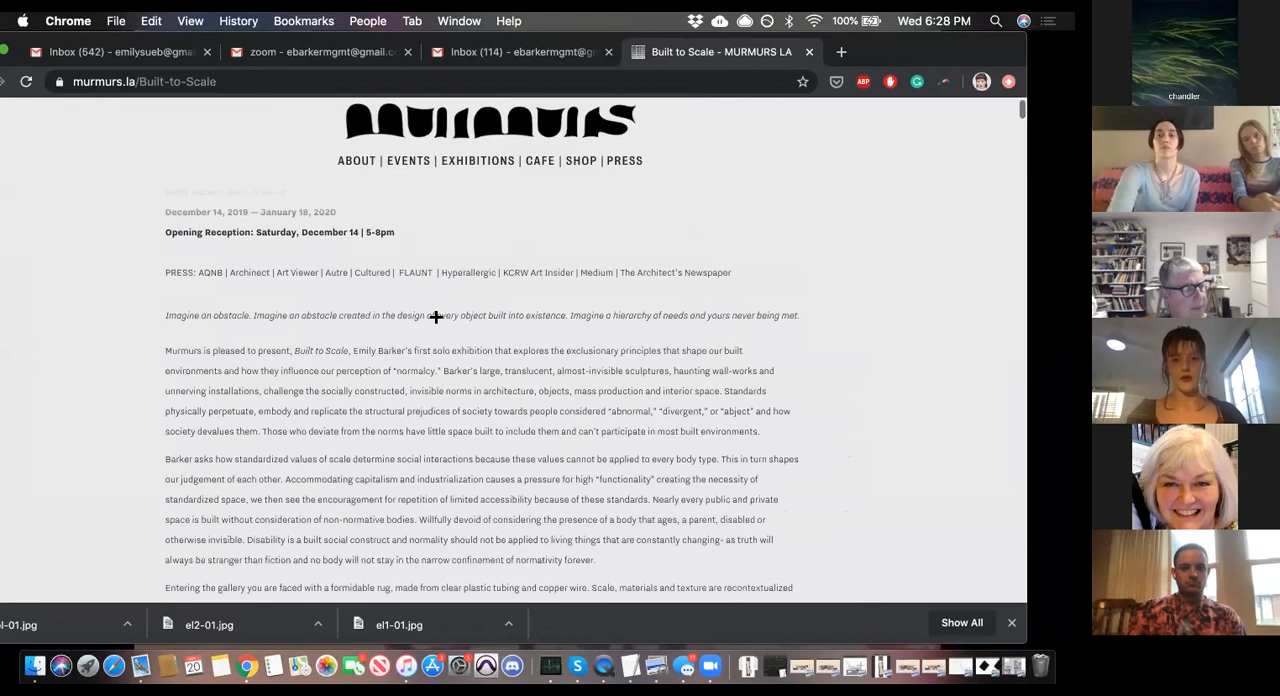 Chrome File Edit View History Bookmarks People Tab Window Help 100% Wed 6:28 PM
Inbox (542) - emilysueb@gma zoom - ebarkermgmt@gmail.c Inbox (114) - ebarkermgmt@gm Built to Scale - MURMURS LA
murmurs.la/Built-to-Scale
ABP
chandler
murmurs
ABOUT | EVENTS | EXHIBITIONS | CAFE | SHOP | PRESS
December 14, 2019 — January 18, 2020
Opening Reception: Saturday, December 14 | 5-8pm
PRESS: AQNB | Architect | Art Viewer | Autre | Cultured | FLAUNT | Hyperallergic | KCRW Art Insider | Medium | The Architect's Newspaper
Imagine an obstacle. Imagine an obstacle created in the design every object built into existence. Imagine a hierarchy of needs and yours never being met.
Murmurs is pleased to present, Built to Scale, Emily Barker's first solo exhibition that explores the exclusionary principles that shape our built
environments and how they influence our perception of "normalcy." Barker's large, translucent, almost-invisible sculptures, haunting wall-works and
unnerving installations, challenge the socially constructed, invisible norms in architecture, objects, mass production and interior space. Standards
physically perpetuate, embody and replicate the structural prejudices of society towards people considered "abnormal," "divergent," or "abject" and how
society devalues them. Those who deviate from the norms have little space built to include them and can't participate in most built environments.
Barker asks how standardized values of scale determine social interactions because these values cannot be applied to every body type. This in turn shapes
our judgement of each other. Accommodating capitalism and industrialization causes a pressure for high "functionality" creating the necessity of
standardized space, we then see the encouragement for repetition of limited accessibility because of these standards. Nearly every public and private
space is built without consideration of non-normative bodies. Willfully devoid of considering the presence of a body that ages, a parent, disabled or
otherwise invisible. Disability is a built social construct and normality should not be applied to living things that are constantly changing- as truth will
always be stranger than fiction and no body will not stay in the narrow confinement of normativity forever.
Entering the gallery you are faced with a formidable rug, made from clear plastic tubing and copper wire. Scale, materials and texture are recontextualized
el-01.jpg el2-01.jpg el1-01.jpg Show All
20